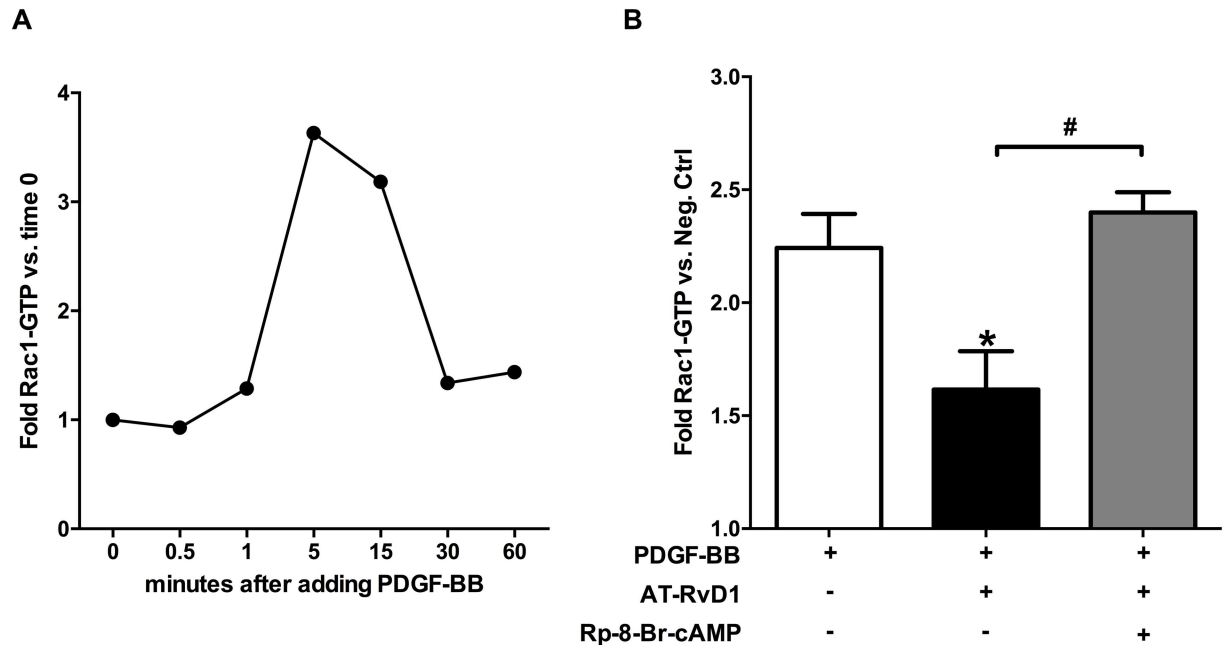 A
Fold Rac1-GTP vs. time 0
4
3
2
1
0
0 0.5 1 5 15 30 60
minutes after adding PDGF-BB
B
Fold Rac1-GTP vs. Neg. Ctrl
3.0
2.5
2.0
1.5
1.0
#
*
PDGF-BB + + +
AT-RvD1 - + +
Rp-8-Br-cAMP - - +